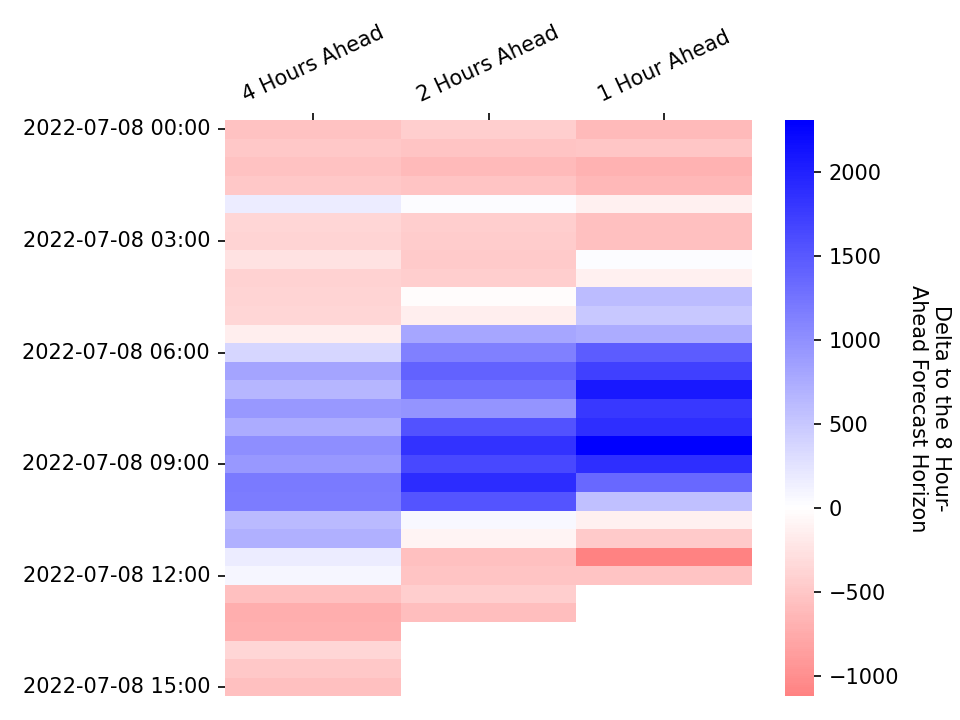 4 Hours Ahead
2 Hours Ahead
1 Hour Ahead
2022-07-08 00:00
2022-07-08 03:00
2022-07-08 06:00
2022-07-08 09:00
2022-07-08 12:00
2022-07-08 15:00
2000
1500
1000
500
0
−500
−1000
Delta to the 8 Hour-
Ahead Forecast Horizon